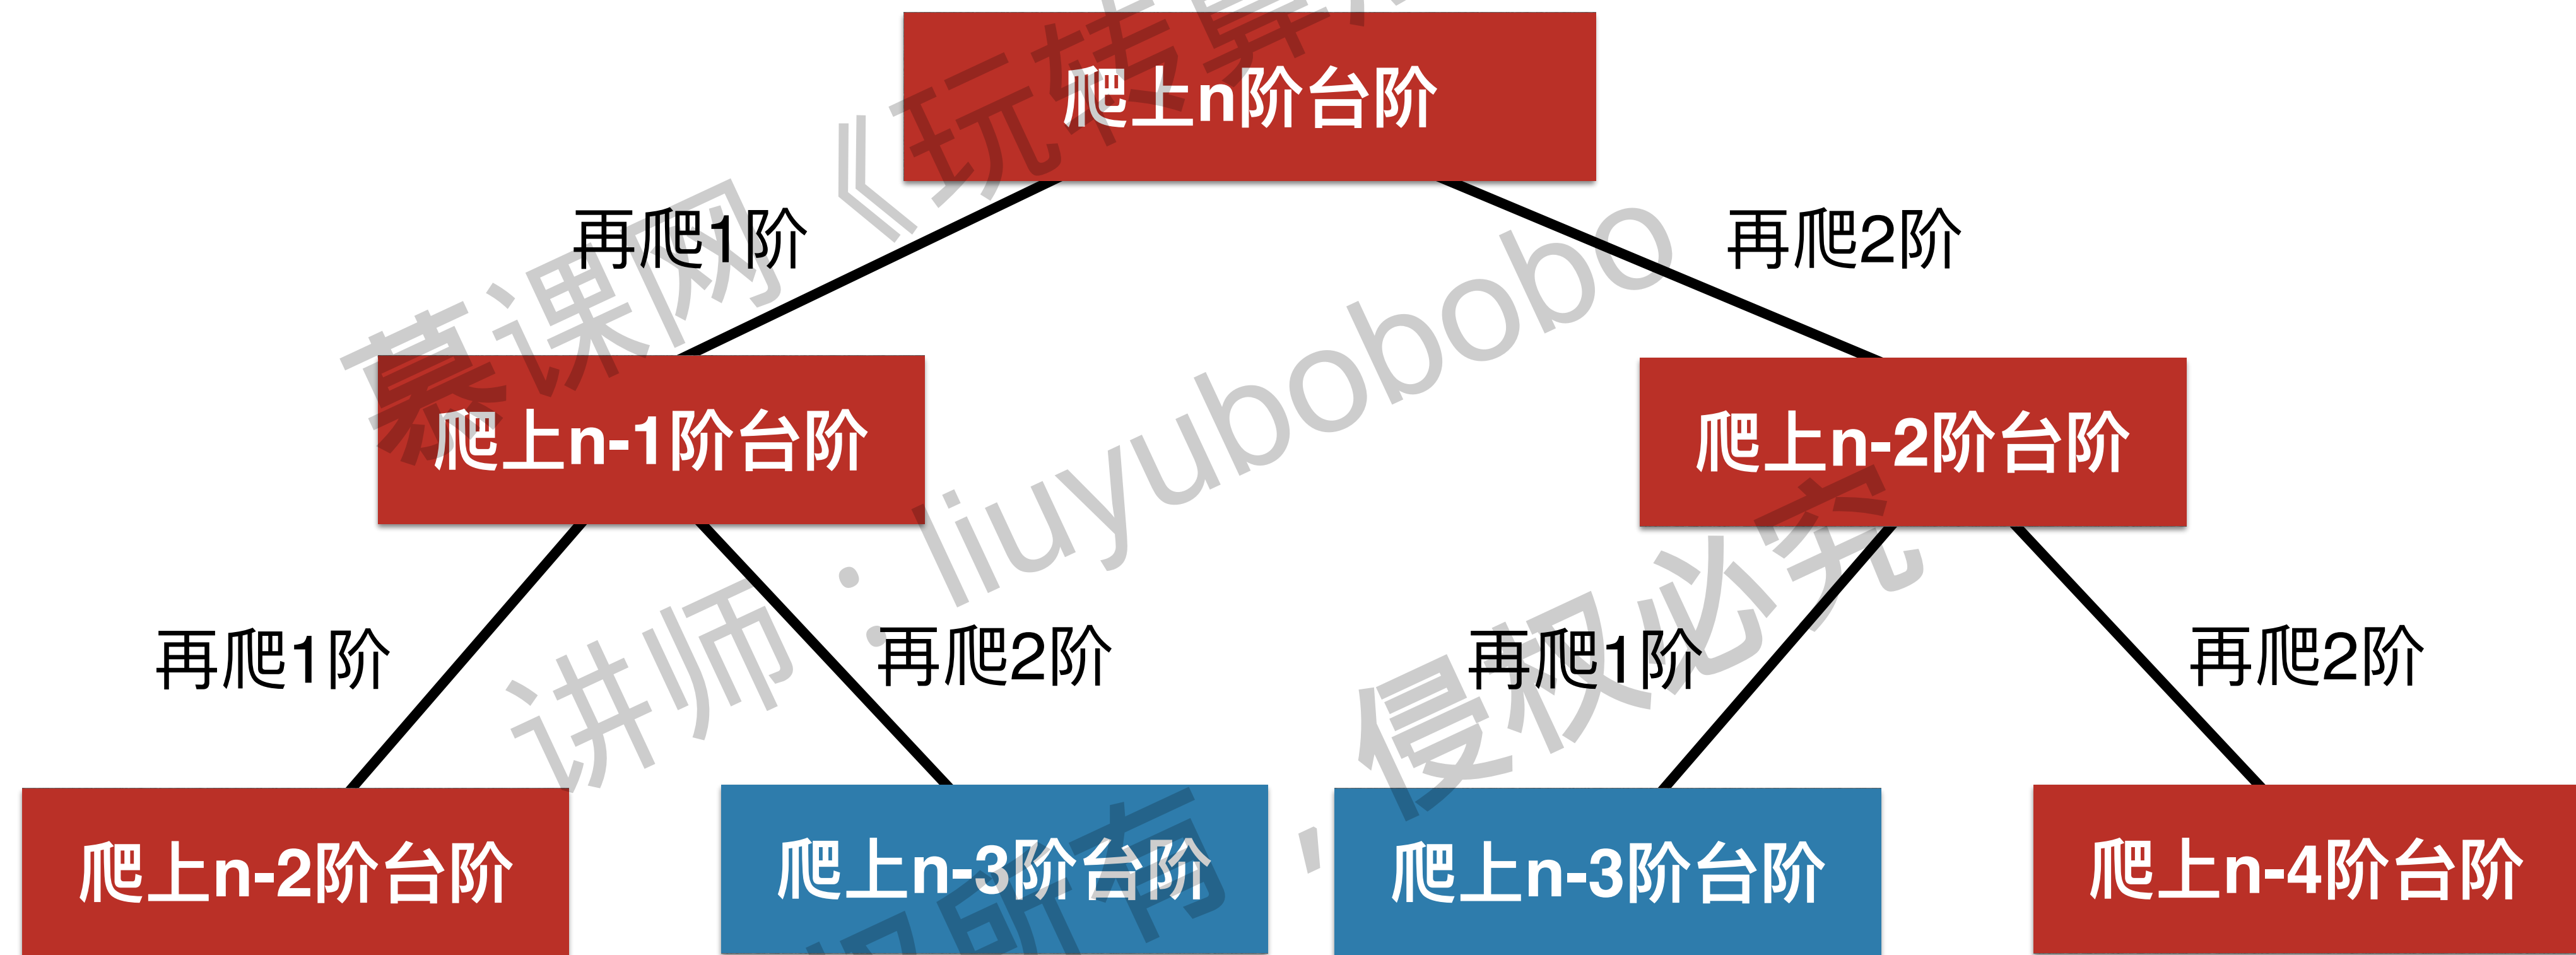 爬上n阶台阶
再爬1阶
再爬2阶
爬上n-1阶台阶
爬上n-2阶台阶
再爬1阶
再爬2阶
再爬1阶
再爬2阶
爬上n-2阶台阶
爬上n-3阶台阶
爬上n-3阶台阶
爬上n-4阶台阶
慕课网《玩转算
讲师：liuyubobobo
权所有，侵权必究